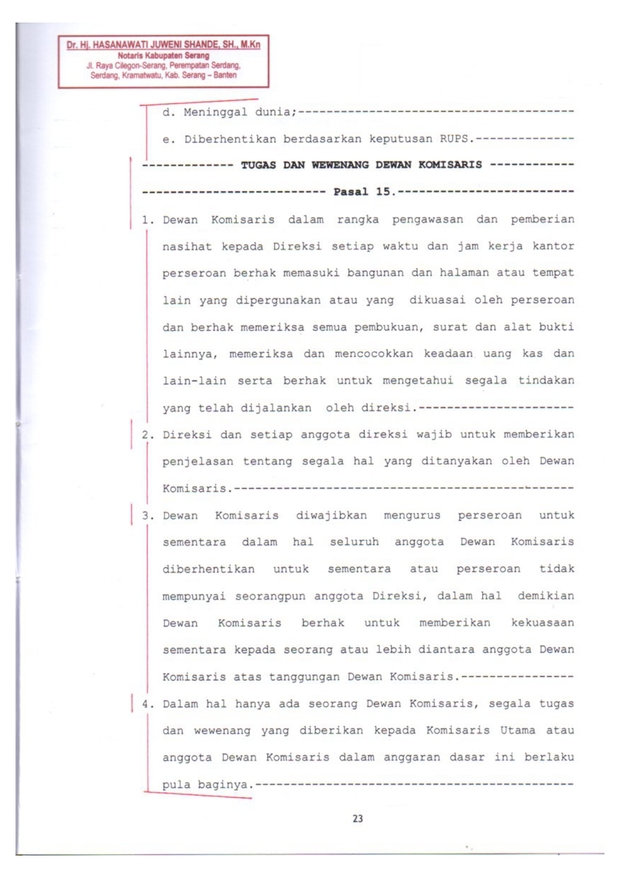 Dr. Hj. HASANAWATI JUWENI SHANDE, SH., M.Kn
Notaris Kabupaten Serang
Jl. Raya Cilegon-Serang, Perempatan Serdang,
Serdang, Kramatwatu, Kab. Serang – Banten
d. Meninggal dunia;---------------------------------------
e. Diberhentikan berdasarkan keputusan RUPS.--------------
------------- TUGAS DAN WEWENANG DEWAN KOMISARIS ------------
-------------------------- Pasal 15.-------------------------
1. Dewan Komisaris dalam rangka pengawasan dan pemberian
nasihat kepada Direksi setiap waktu dan jam kerja kantor
perseroan berhak memasuki bangunan dan halaman atau tempat
lain yang dipergunakan atau yang dikuasai oleh perseroan
dan berhak memeriksa semua pembukuan, surat dan alat bukti
lainnya, memeriksa dan mencocokkan keadaan uang kas dan
lain-lain serta berhak untuk mengetahui segala tindakan
yang telah dijalankan oleh direksi.----------------------
2. Direksi dan setiap anggota direksi wajib untuk memberikan
penjelasan tentang segala hal yang ditanyakan oleh Dewan
Komisaris.------------------------------------------------
3. Dewan Komisaris diwajibkan mengurus perseroan untuk
sementara dalam hal seluruh anggota Dewan Komisaris
diberhentikan untuk sementara atau perseroan tidak
mempunyai seorangpun anggota Direksi, dalam hal demikian
Dewan Komisaris berhak untuk memberikan kekuasaan
sementara kepada seorang atau lebih diantara anggota Dewan
Komisaris atas tanggungan Dewan Komisaris.----------------
4. Dalam hal hanya ada seorang Dewan Komisaris, segala tugas
dan wewenang yang diberikan kepada Komisaris Utama atau
anggota Dewan Komisaris dalam anggaran dasar ini berlaku
pula baginya.---------------------------------------------
23